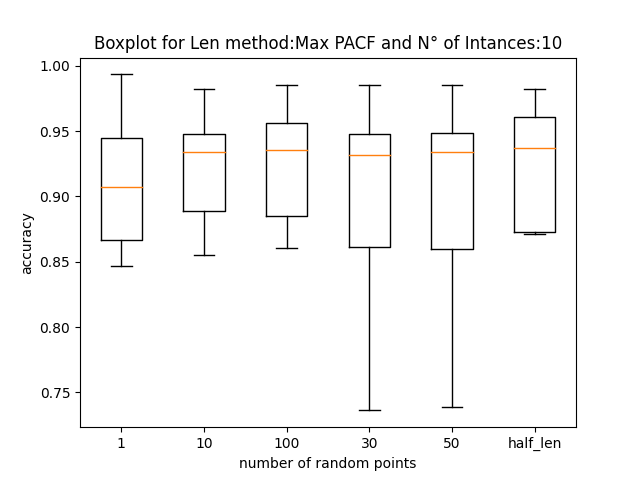 Boxplot for Len method:Max PACF and N° of Intances:10
1.00
0.95
0.90
0.85
0.80
0.75
accuracy
1 10 100 30 50 half_len
number of random points